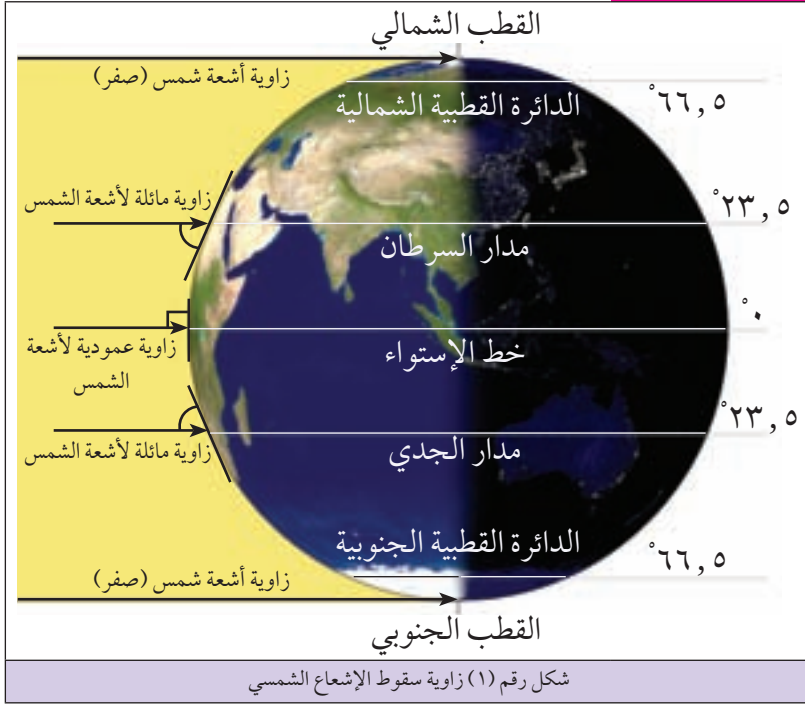 القطب الشمالي
زاوية أشعة شمس (صفر)
الدائرة القطبية الشمالية
٦٦,٥°
زاوية مائلة لأشعة الشمس
٢٣,٥°
مدار السرطان
٠°
خط الإستواء
زاوية عمودية لأشعة
الشمس
٢٣,٥°
زاوية مائلة لأشعة الشمس
مدار الجدي
الدائرة القطبية الجنوبية
٦٦,٥°
زاوية أشعة شمس (صفر)
القطب الجنوبي
شكل رقم (١) زاوية سقوط الإشعاع الشمسي